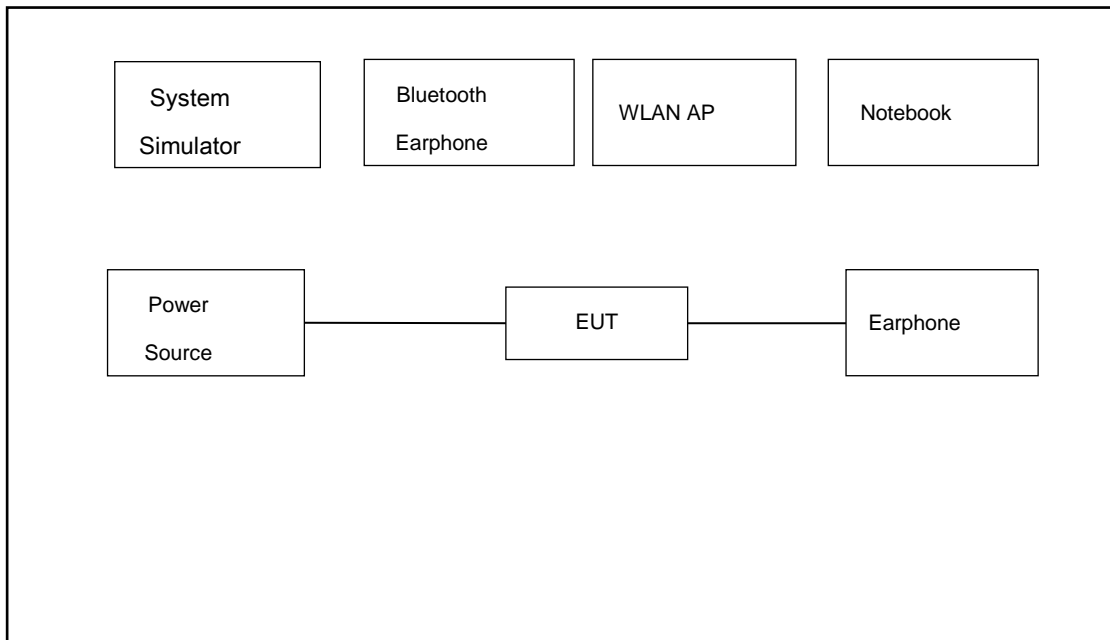 System
Simulator
Bluetooth
Earphone
WLAN AP
Notebook
Power
Source
EUT
Earphone